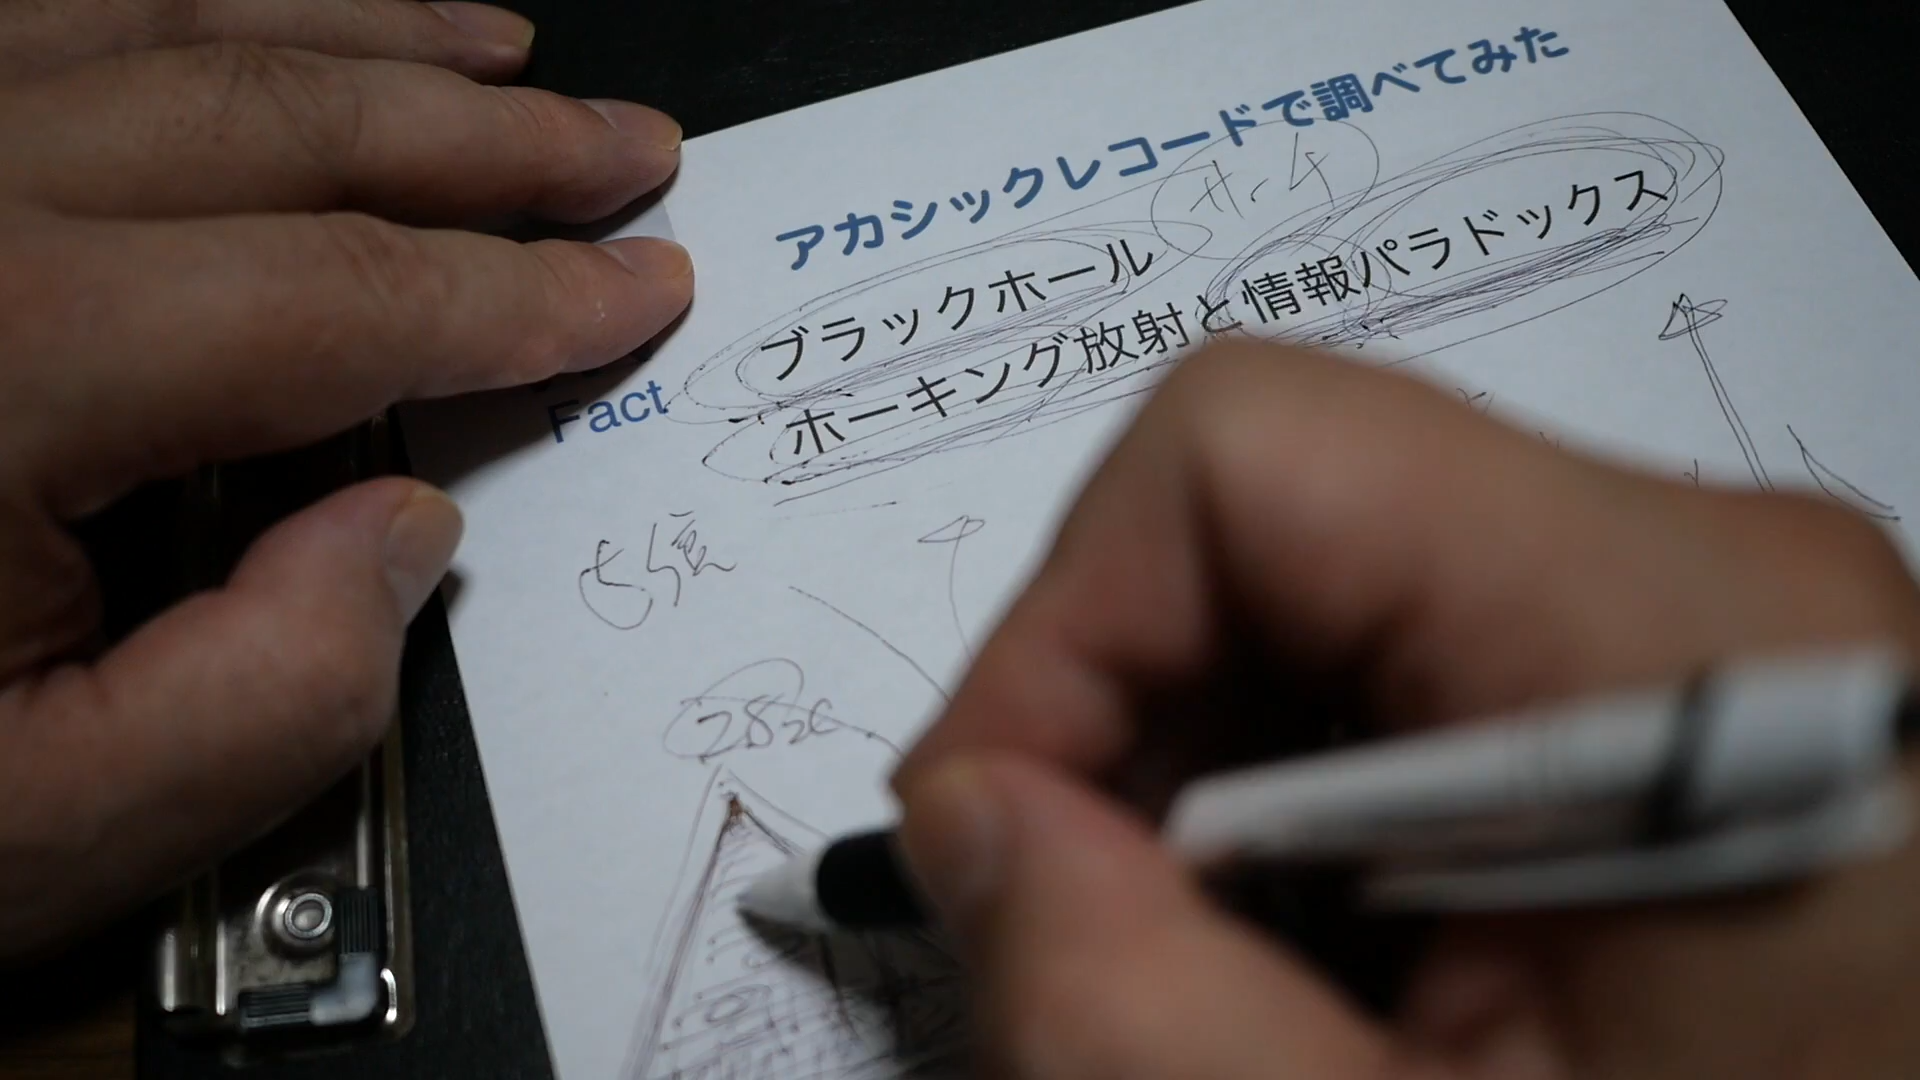 アカシックレコードで調べてみた
ブラックホール
ホーキング放射と情報パラドックス
Fact
5億